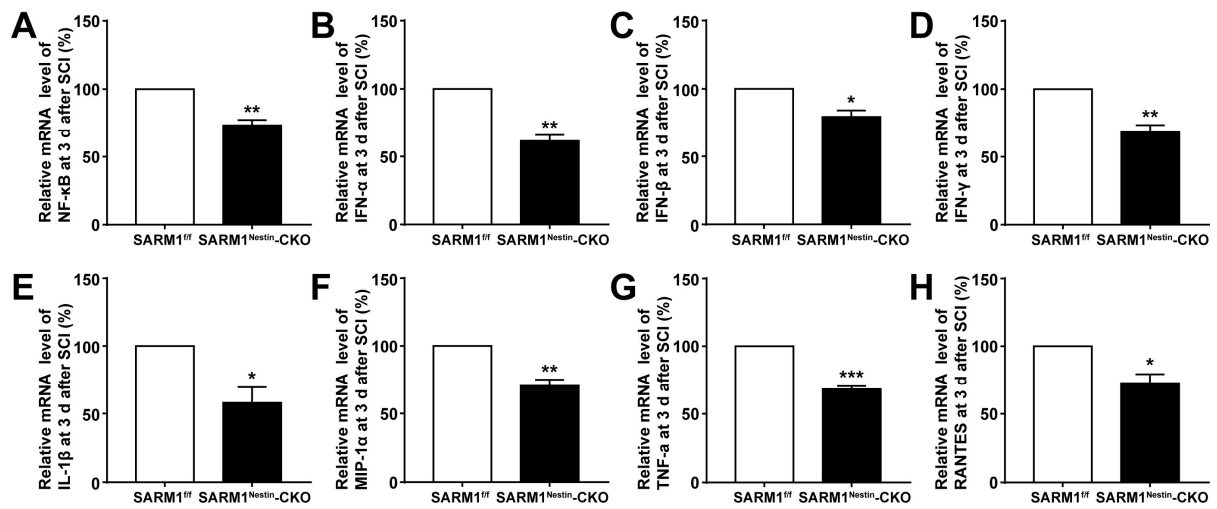 A
Relative mRNA level of
NF-κB at 3 d after SCI (%)
150
100
50
0
**
SARM1f/f SARM1Nestin-CKO
B
Relative mRNA level of
IFN-α at 3 d after SCI (%)
150
100
50
0
**
SARM1f/f SARM1Nestin-CKO
C
Relative mRNA level of
IFN-β at 3 d after SCI (%)
150
100
50
0
*
SARM1f/f SARM1Nestin-CKO
D
Relative mRNA level of
IFN-γ at 3 d after SCI (%)
150
100
50
0
**
SARM1f/f SARM1Nestin-CKO
E
Relative mRNA level of
IL-1β at 3 d after SCI (%)
150
100
50
0
*
SARM1f/f SARM1Nestin-CKO
F
Relative mRNA level of
MIP-1α at 3 d after SCI (%)
150
100
50
0
**
SARM1f/f SARM1Nestin-CKO
G
Relative mRNA level of
TNF-a at 3 d after SCI (%)
150
100
50
0
***
SARM1f/f SARM1Nestin-CKO
H
Relative mRNA level of
RANTES at 3 d after SCI (%)
150
100
50
0
*
SARM1f/f SARM1Nestin-CKO